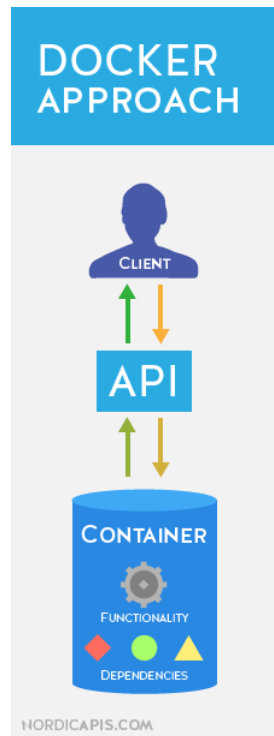 DOCKER
APPROACH
CLIENT
API
CONTAINER
FUNCTIONALITY
DEPENDENCIES
NORDICAPIS.COM